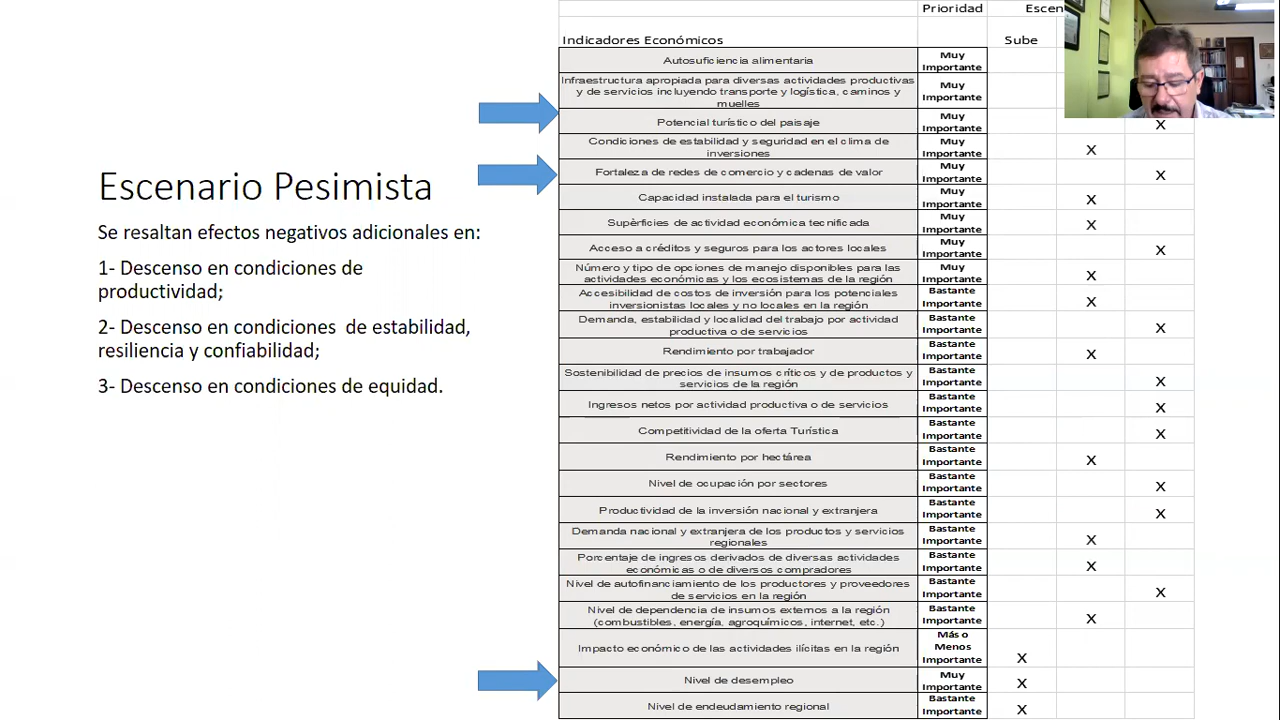 Escenario Pesimista
Se resaltan efectos negativos adicionales en:
1- Descenso en condiciones de
productividad;
2- Descenso en condiciones de estabilidad,
resiliencia y confiabilidad;
3- Descenso en condiciones de equidad.
Prioridad Escen
Indicadores Económicos Sube
Autosuficiencia alimentaria Muy Importante
Infraestructura apropiada para diversas actividades productivas
y de servicios incluyendo transporte y logística, caminos y
muelles Muy Importante
Potencial turístico del paisaje Muy Importante X
Condiciones de estabilidad y seguridad en el clima de
inversiones Muy Importante X
Fortaleza de redes de comercio y cadenas de valor Muy Importante X
Capacidad instalada para el turismo Muy Importante X
Supèrficies de actividad económica tecnificada Muy Importante X
Acceso a créditos y seguros para los actores locales Muy Importante X
Número y tipo de opciones de manejo disponibles para las
actividades económicas y los ecosistemas de la región Muy Importante X
Accesibilidad de costos de inversión para los potenciales
inversionistas locales y no locales en la región Bastante Importante X
Demanda, estabilidad y localidad del trabajo por actividad
productiva o de servicios Bastante Importante X
Rendimiento por trabajador Bastante Importante X
Sostenibilidad de precios de insumos críticos y de productos y
servicios de la región Bastante Importante X
Ingresos netos por actividad productiva o de servicios Bastante Importante X
Competitividad de la oferta Turística Bastante Importante X
Rendimiento por hectárea Bastante Importante X
Nivel de ocupación por sectores Bastante Importante X
Productividad de la inversión nacional y extranjera Bastante Importante X
Demanda nacional y extranjera de los productos y servicios
regionales Bastante Importante X
Porcentaje de ingresos derivados de diversas actividades
económicas o de diversos compradores Bastante Importante X
Nivel de autofinanciamiento de los productores y proveedores
de servicios en la región Bastante Importante X
Nivel de dependencia de insumos externos a la región
(combustibles, energía, agroquímicos, internet, etc.) Bastante Importante X
Impacto económico de las actividades ilícitas en la región Más o Menos Importante X
Nivel de desempleo Muy Importante X
Nivel de endeudamiento regional Bastante Importante X